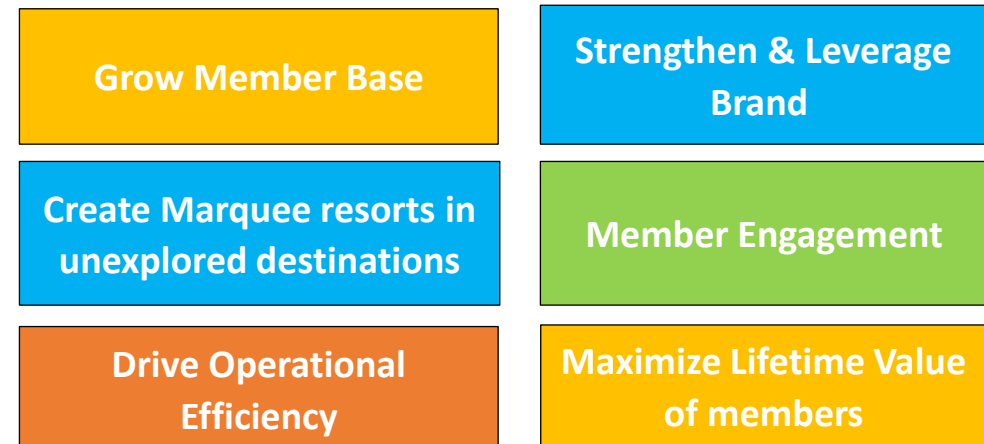 Grow Member Base
Strengthen & Leverage
Brand
Create Marquee resorts in
unexplored destinations
Member Engagement
Drive Operational
Efficiency
Maximize Lifetime Value
of members